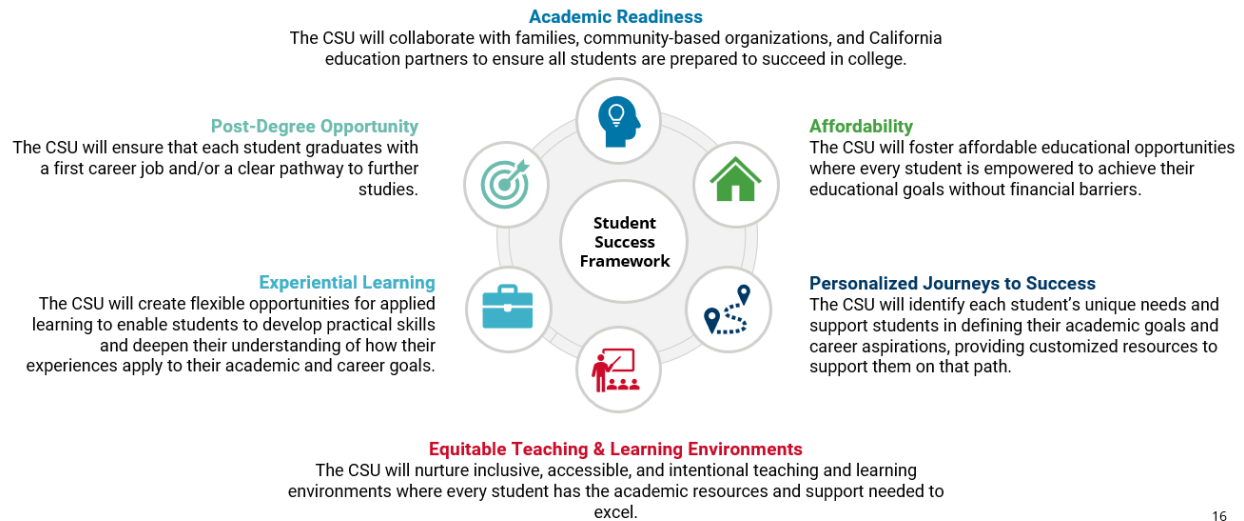 Academic Readiness
The CSU will collaborate with families, community-based organizations, and California
education partners to ensure all students are prepared to succeed in college.
Post-Degree Opportunity
The CSU will ensure that each student graduates with
a first career job and/or a clear pathway to further
studies.
Affordability
The CSU will foster affordable educational opportunities
where every student is empowered to achieve their
educational goals without financial barriers.
Student
Success
Framework
Experiential Learning
The CSU will create flexible opportunities for applied
learning to enable students to develop practical skills
and deepen their understanding of how their
experiences apply to their academic and career goals.
Personalized Journeys to Success
The CSU will identify each student’s unique needs and
support students in defining their academic goals and
career aspirations, providing customized resources to
support them on that path.
Equitable Teaching & Learning Environments
The CSU will nurture inclusive, accessible, and intentional teaching and learning
environments where every student has the academic resources and support needed to
excel.
16